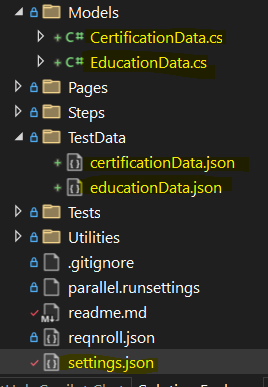 Models
C# CertificationData.cs
C# EducationData.cs
Pages
Steps
TestData
certificationData.json
educationData.json
Tests
Utilities
.gitignore
parallel.runsettings
readme.md
reqnroll.json
settings.json